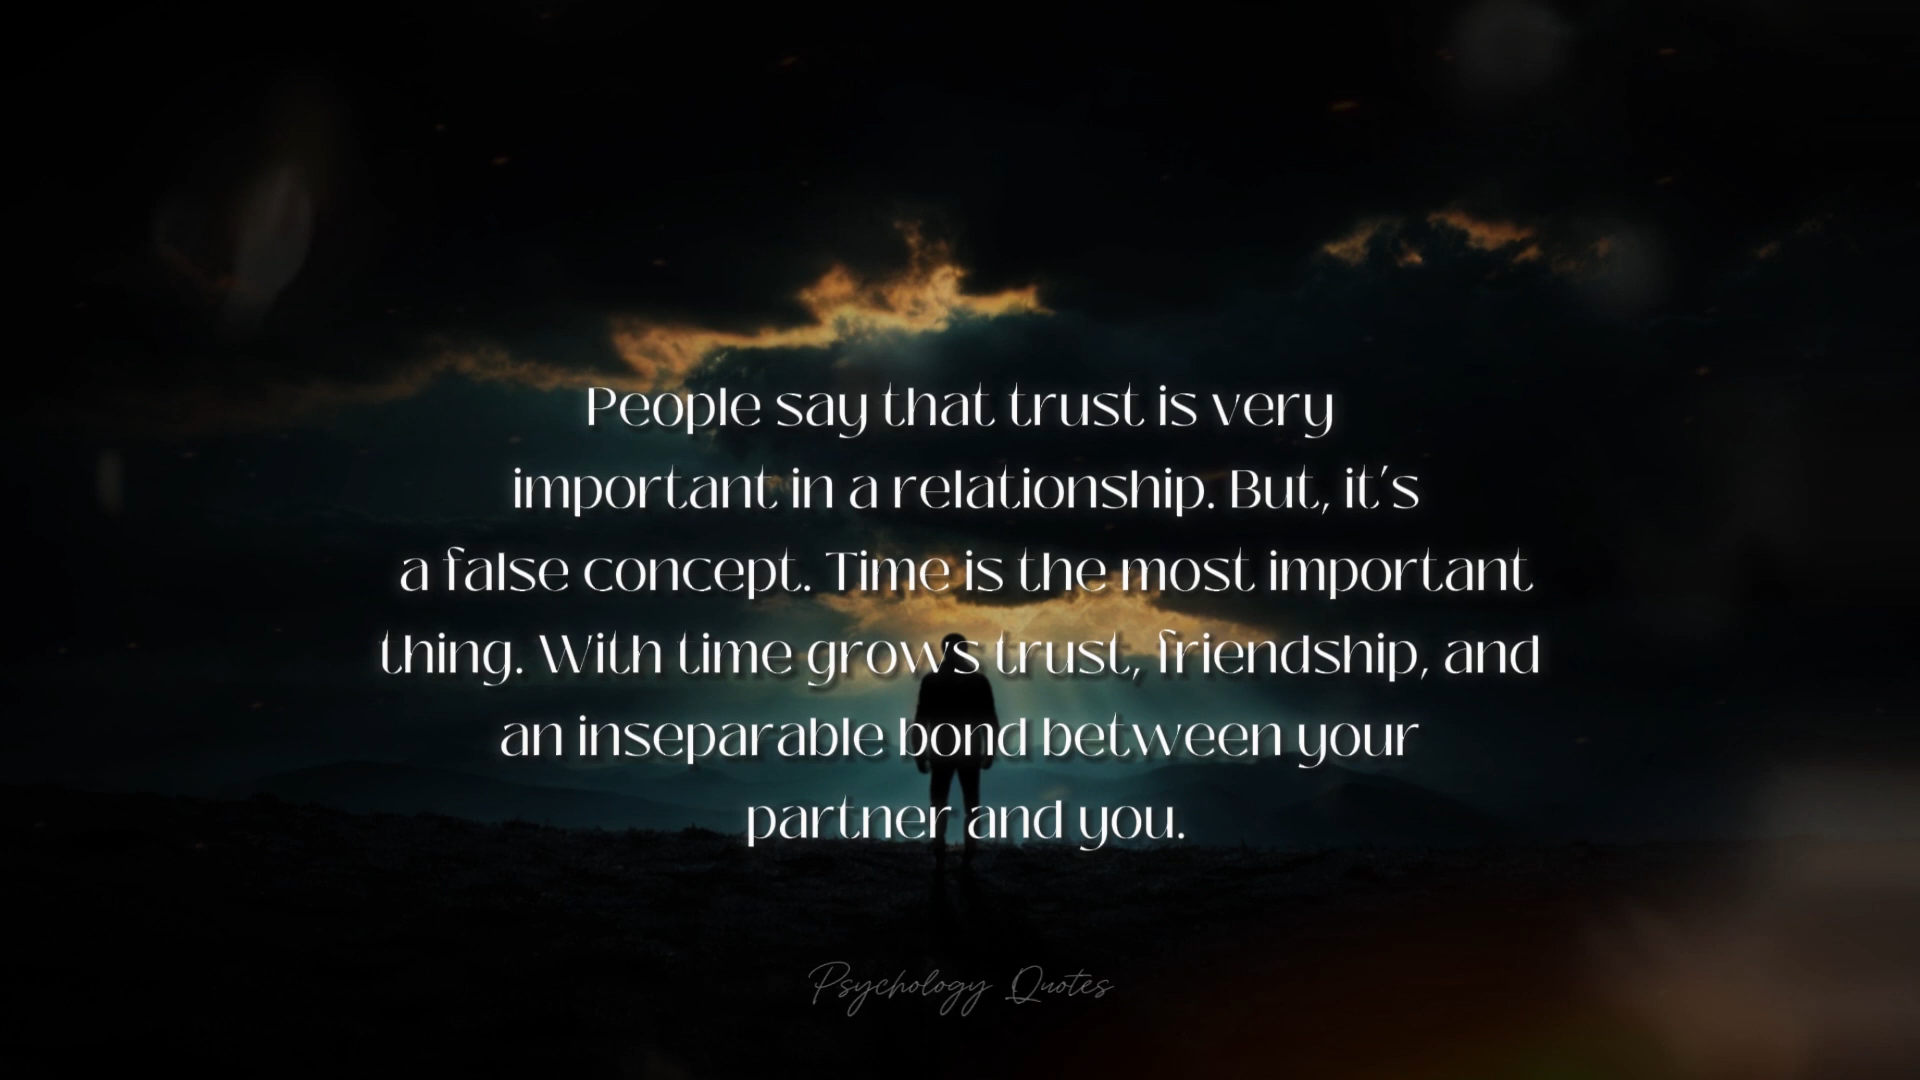 People say that trust is very
important in a relationship. But, it's
a false concept. Time is the most important
thing. With time grows trust, friendship, and
an inseparable bond between your
partner and you.
Psychology Quotes